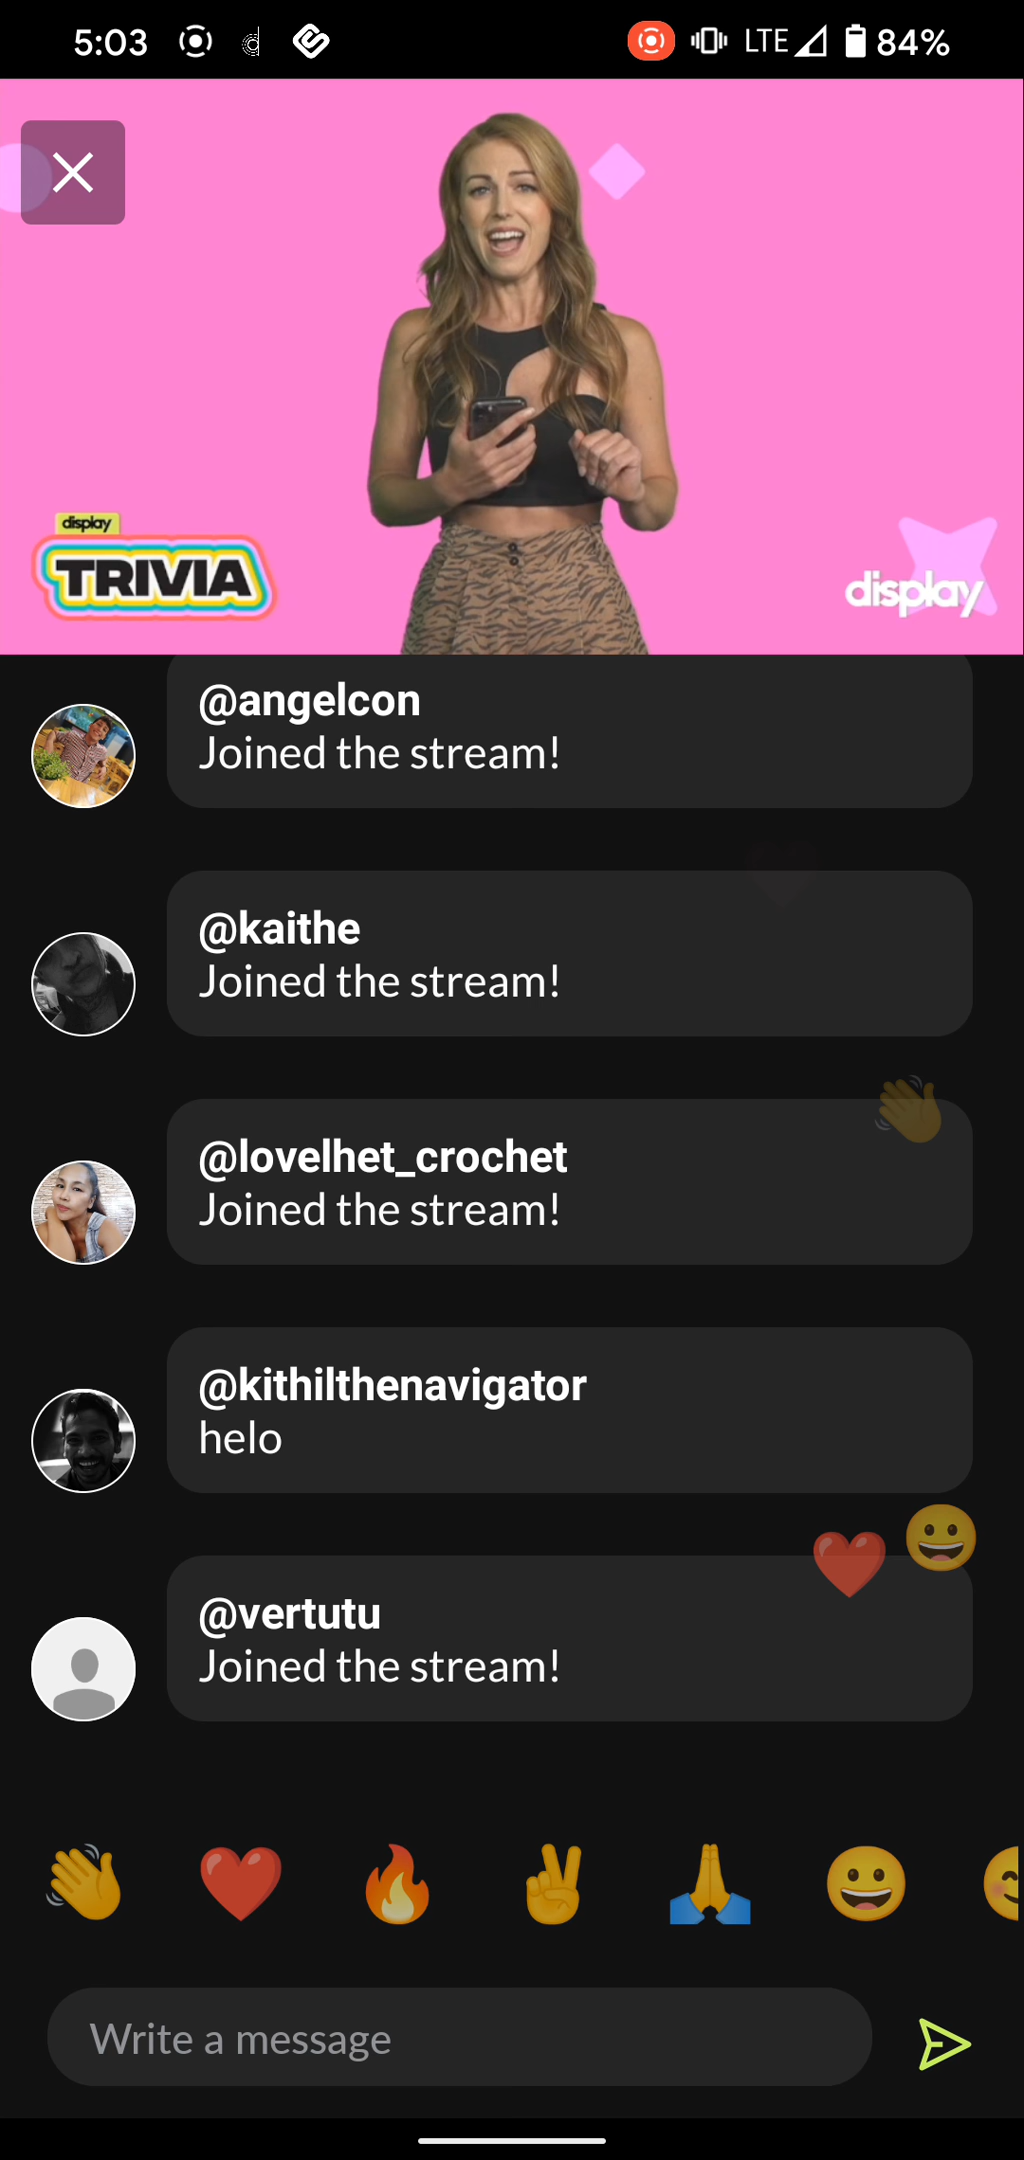 5:03
LTE
84%
display
TRIVIA
display
@angelcon
Joined the stream!
@kaithe
Joined the stream!
@lovelhet_crochet
Joined the stream!
@kithilthenavigator
helo
@vertutu
Joined the stream!
Write a message